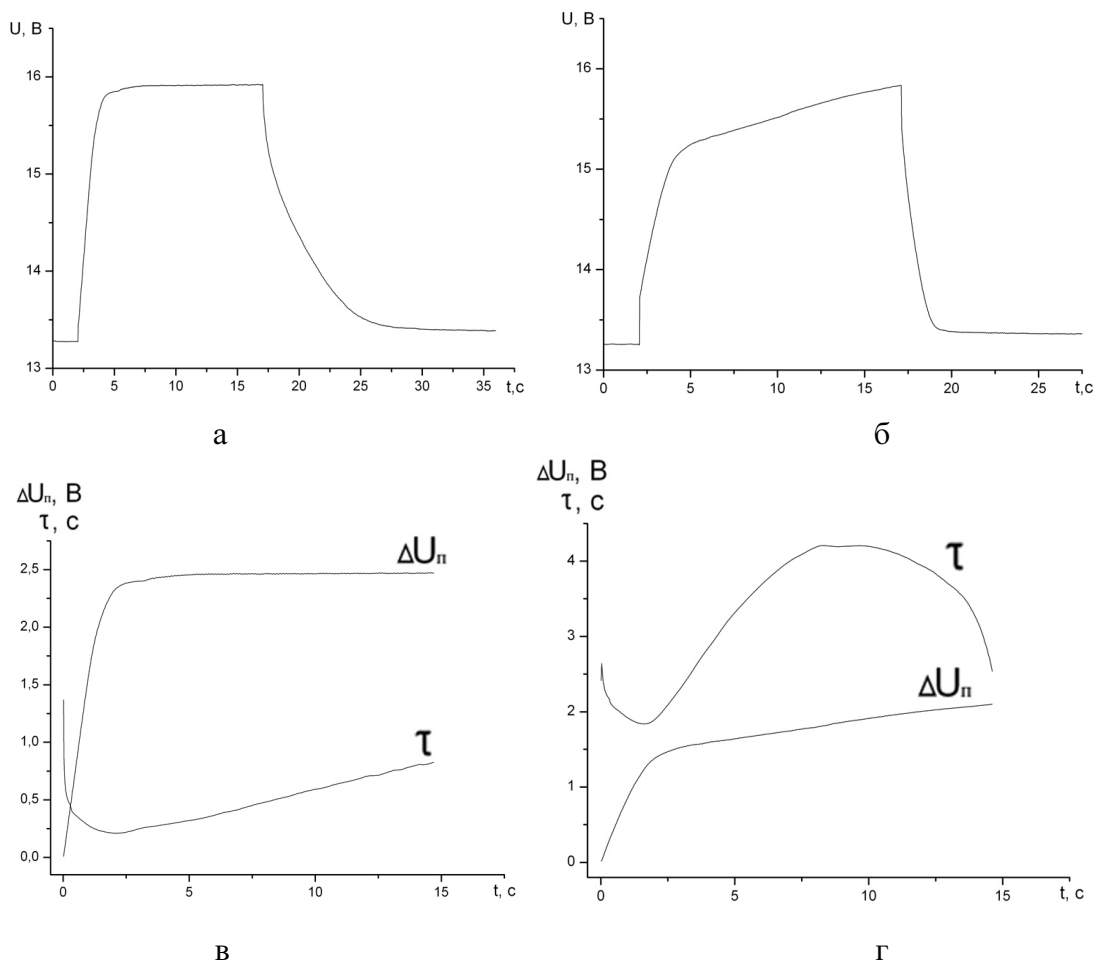 U, В
16
15
14
13
0 5 10 15 20 25 30 35 t,с
а
U, В
16
15
14
13
0 5 10 15 20 25 t,с
б
ΔUп, В
τ, с
ΔUп
2,5
2,0
1,5
1,0
τ
0,5
0,0
0 5 10 15 t, с
в
ΔUп, В
τ, с
4
τ
3
ΔUп
2
1
0
0 5 10 15 t, с
г